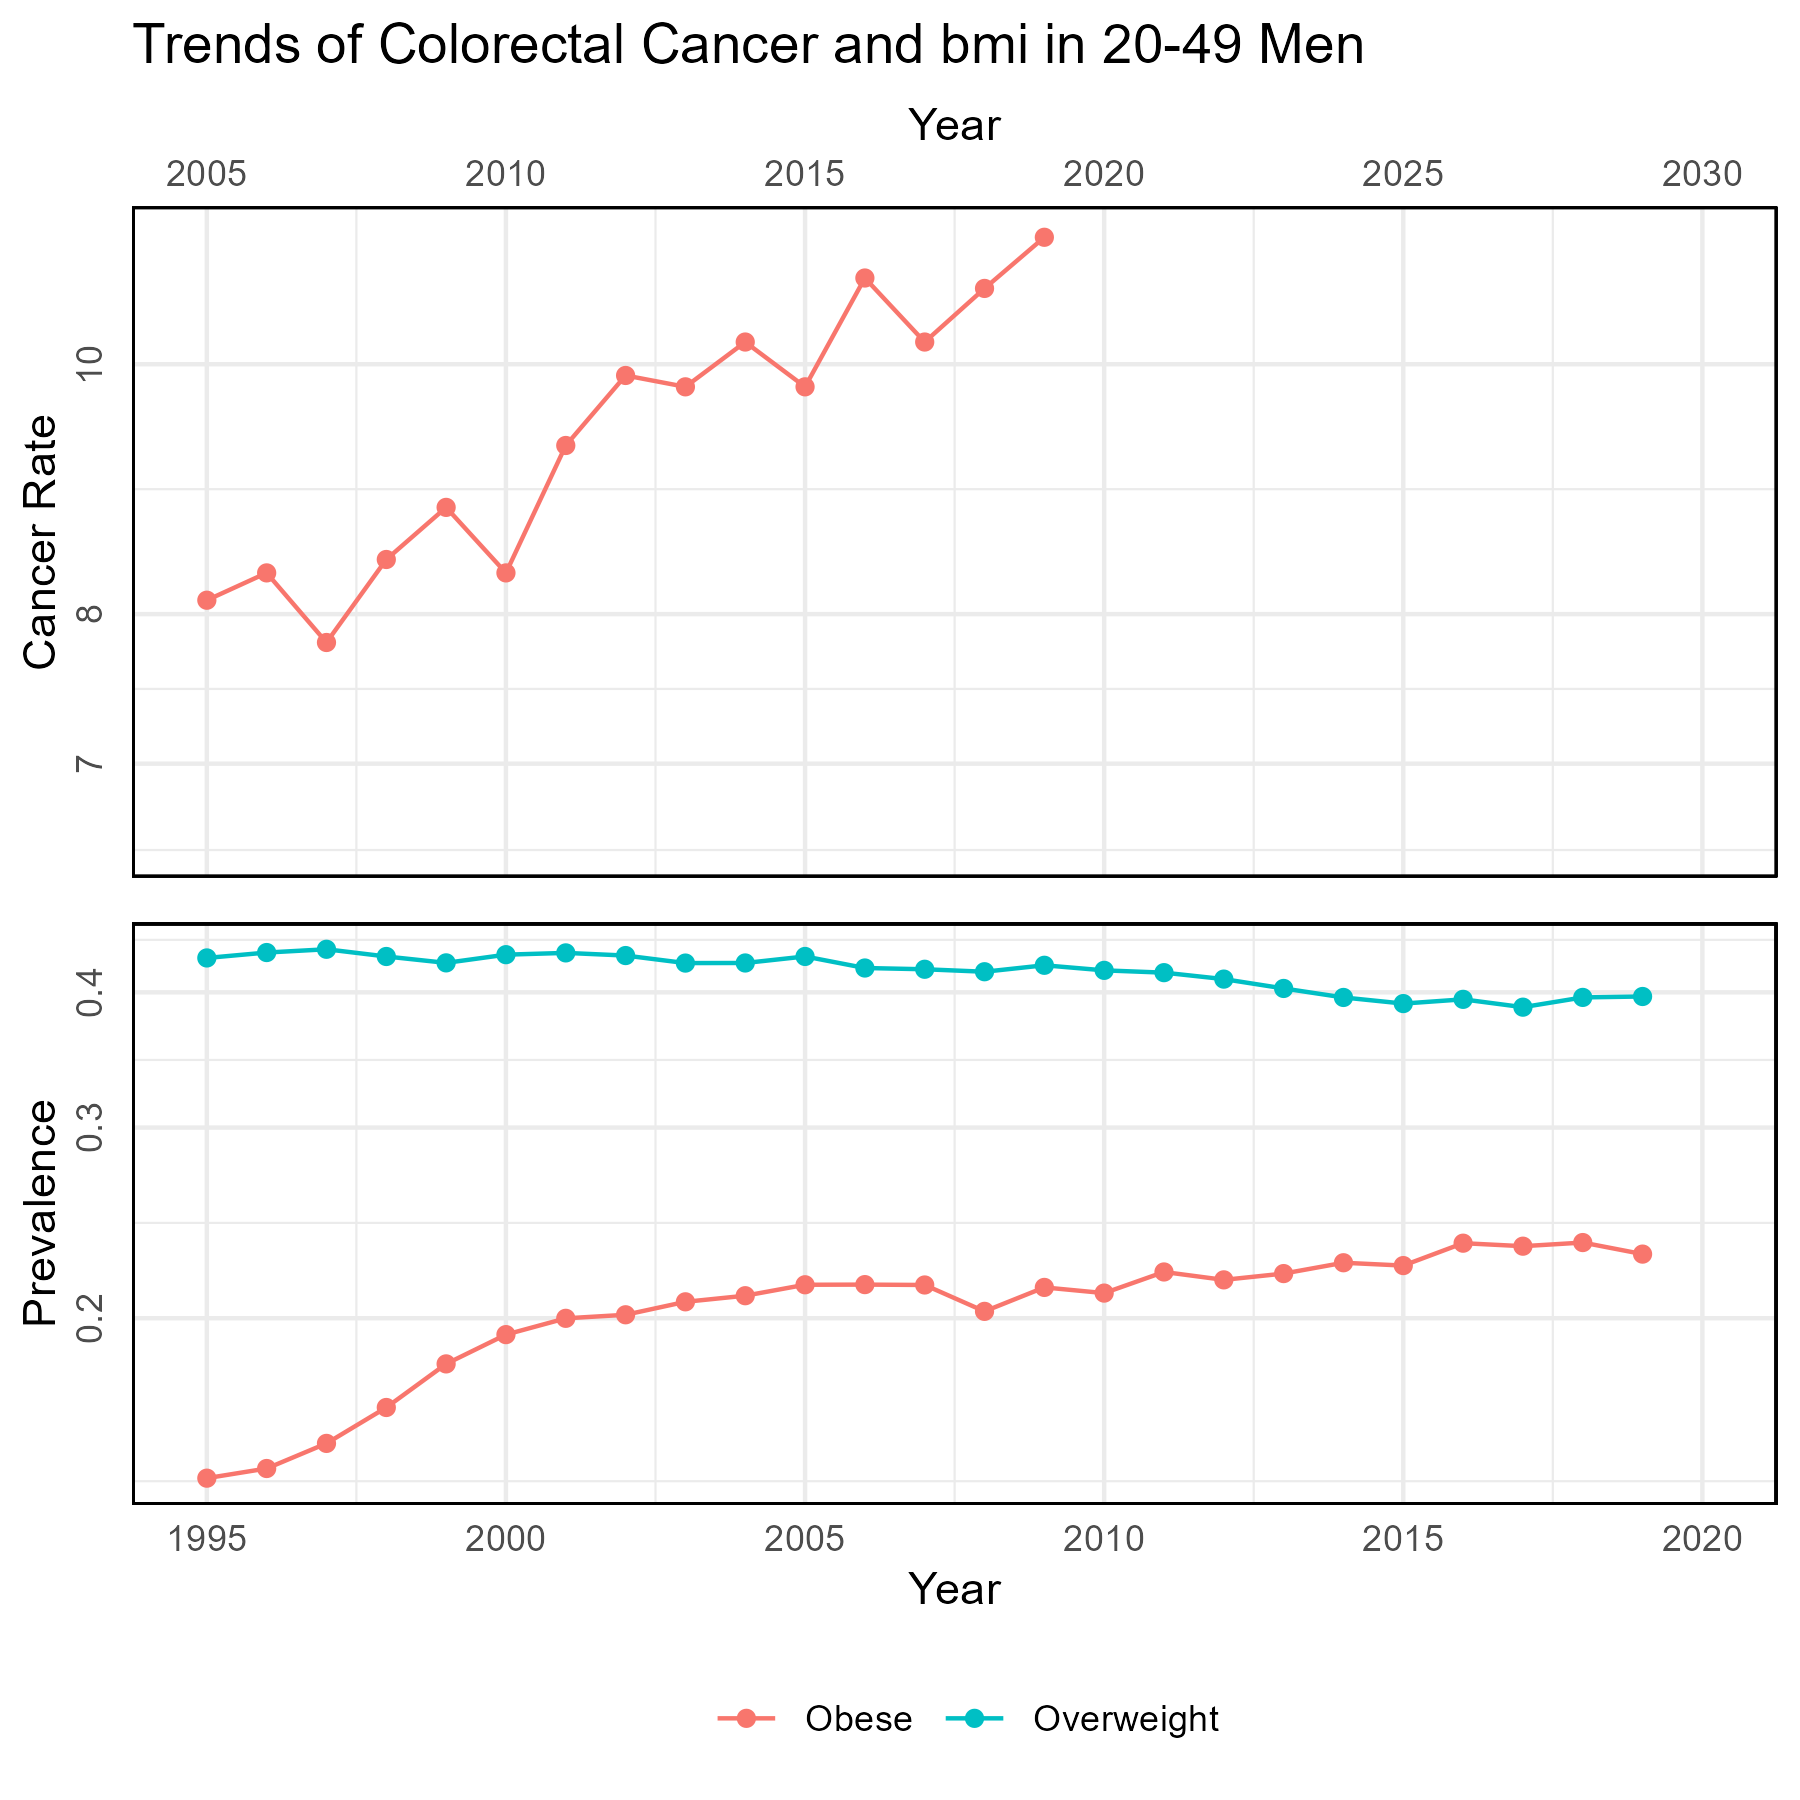 Trends of Colorectal Cancer and bmi in 20-49 Men
Year
2005 2010 2015 2020 2025 2030
Cancer Rate
10
8
7
Prevalence
0.4
0.3
0.2
1995 2000 2005 2010 2015 2020
Year
Obese Overweight